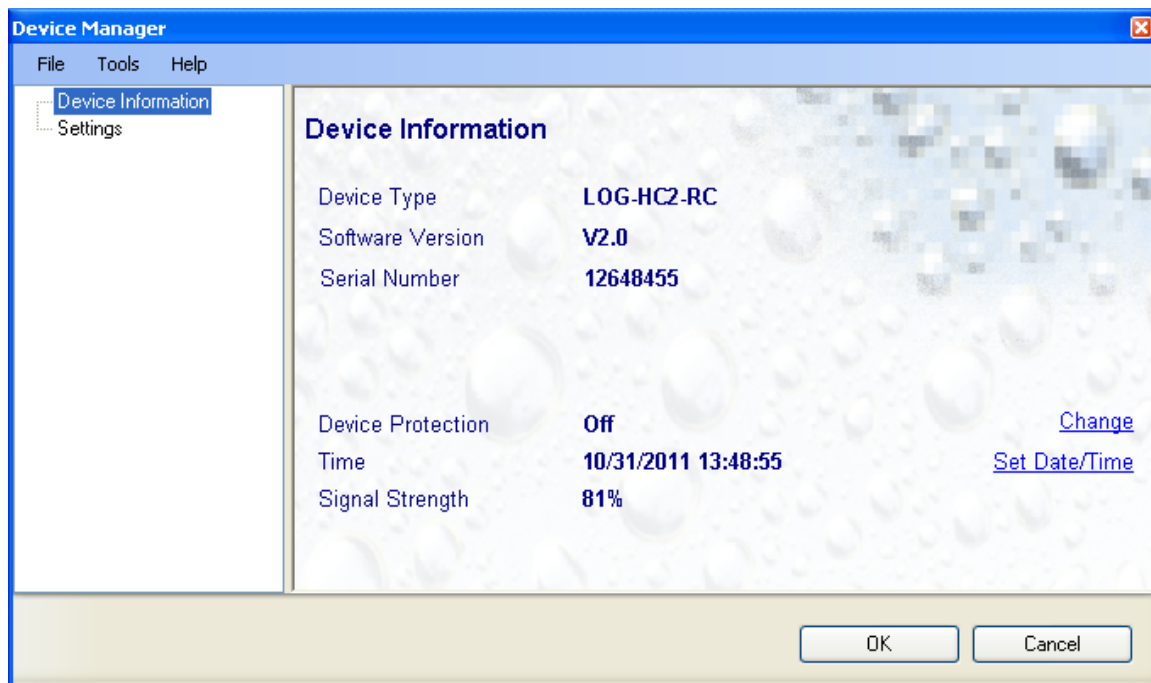 Device Manager
File Tools Help
Device Information
Settings
Device Information
Device Type LOG-HC2-RC
Software Version V2.0
Serial Number 12648455
Device Protection Off Change
Time 10/31/2011 13:48:55 Set Date/Time
Signal Strength 81%
OK Cancel